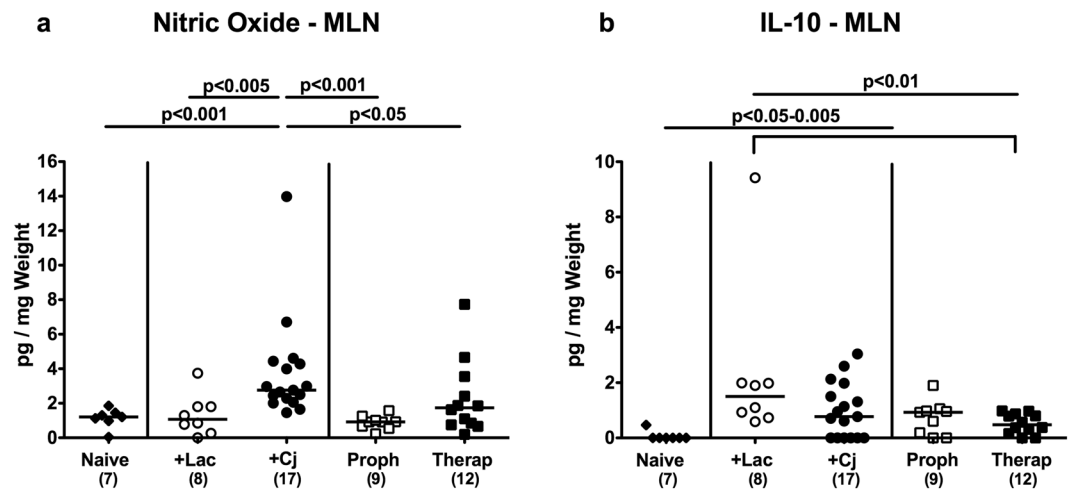 a
Nitric Oxide - MLN
p<0.005
p<0.001
p<0.001
p<0.05
pg / mg Weight
16
14
12
10
8
6
4
2
0
Naive
+Lac
+Cj
Proph
Therap
(7)
(8)
(17)
(9)
(12)
b
IL-10 - MLN
p<0.01
p<0.05-0.005
pg / mg Weight
10
8
6
4
2
0
Naive
+Lac
+Cj
Proph
Therap
(7)
(8)
(17)
(9)
(12)